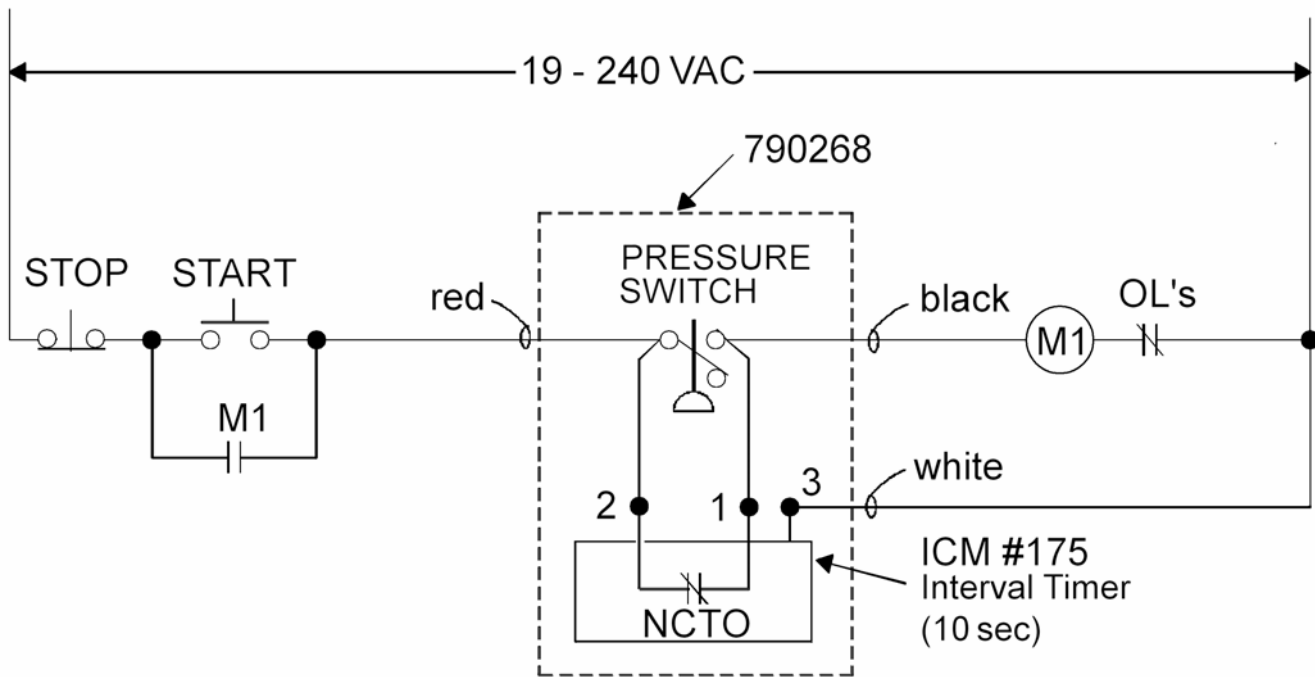 19 - 240 VAC
790268
STOP
START
red
PRESSURE
SWITCH
black
OL's
M1
M1
white
2
1
3
ICM #175
Interval Timer
(10 sec)
NCTO